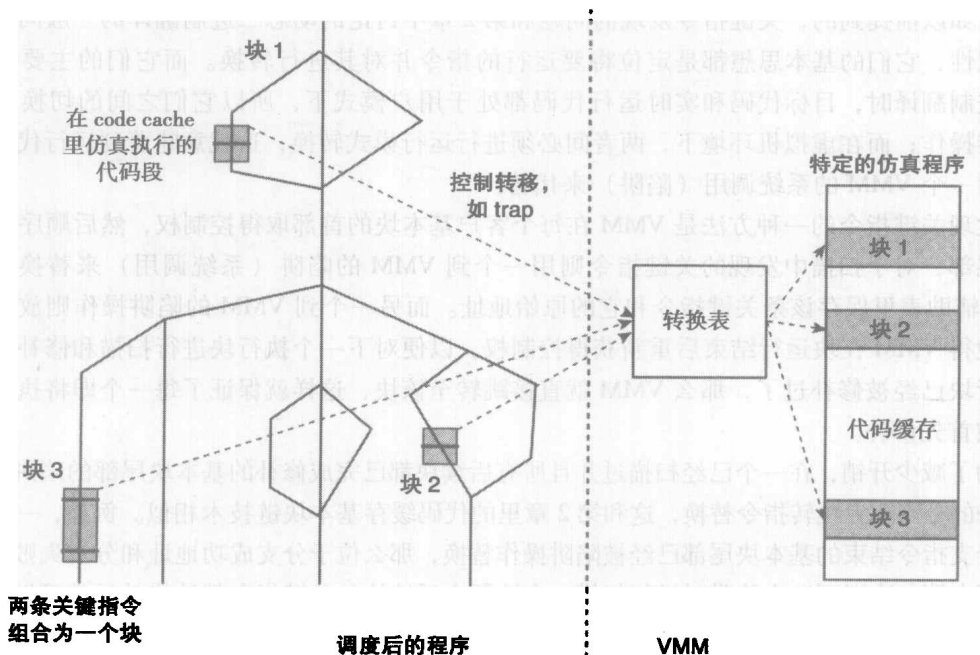 块 1
在 code cache
里仿真执行的
代码段
控制转移，
如 trap
特定的仿真程序
块 1
转换表
块 2
代码缓存
块 3
块 2
块 3
两条关键指令
组合为一个块
调度后的程序
VMM